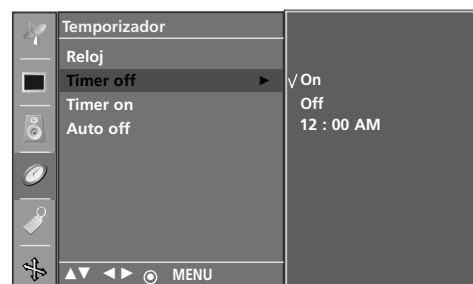 Temporizador
Reloj
Timer off ►
Timer on
Auto off
√ On
Off
12 : 00 AM
▲▼ ◄► ⦿ MENU